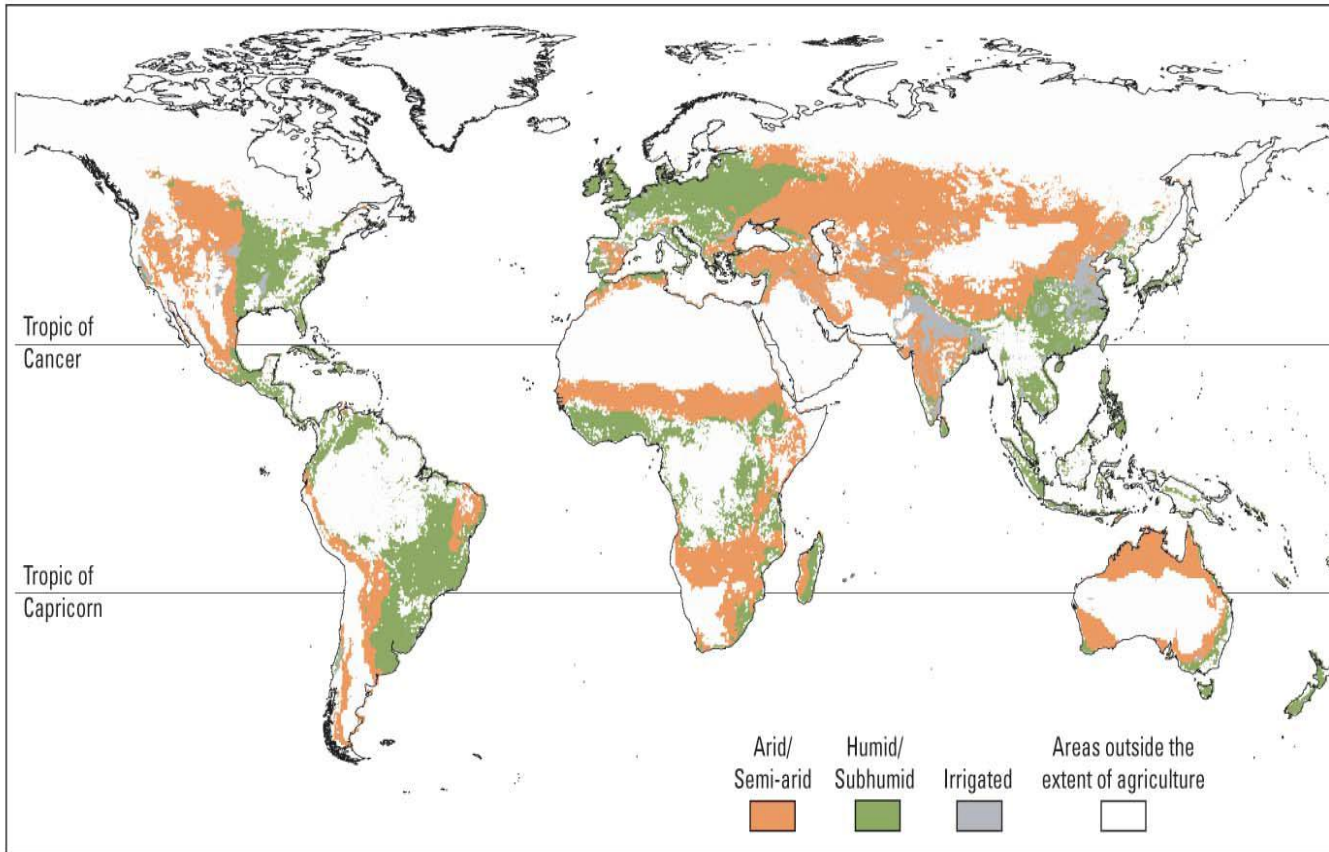 Tropic of
Cancer
Tropic of
Capricorn
Arid/
Semi-arid
Humid/
Subhumid
Irrigated
Areas outside the
extent of agriculture